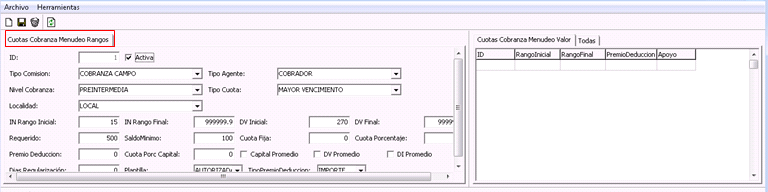 Archivo Herramientas
Cuotas Cobranza Menudeo Rangos
ID: 1 Activa
Tipo Comision: COBRANZA CAMPO Tipo Agente: COBRADOR
Nivel Cobranza: PREINTERMEDIA Tipo Cuota: MAYOR VENCIMIENTO
Localidad: LOCAL
IN Rango Inicial: 15 IN Rango Final: 999999.9 DV Inicial: 270 DV Final: 9999
Requerido: 500 SaldoMinimo: 100 Cuota Fija: 0 Cuota Porcentaje:
Premio Deduccion: 0 Cuota Porc Capital: 0 Capital Promedio DV Promedio DI Promedio
Dias Regularización: 0 Plantilla: AUTORIZAD TipoPremioDeduccion: IMPORTE
Cuotas Cobranza Menudeo Valor Todas
ID RangoInicial RangoFinal PremioDeduccion Apoyo